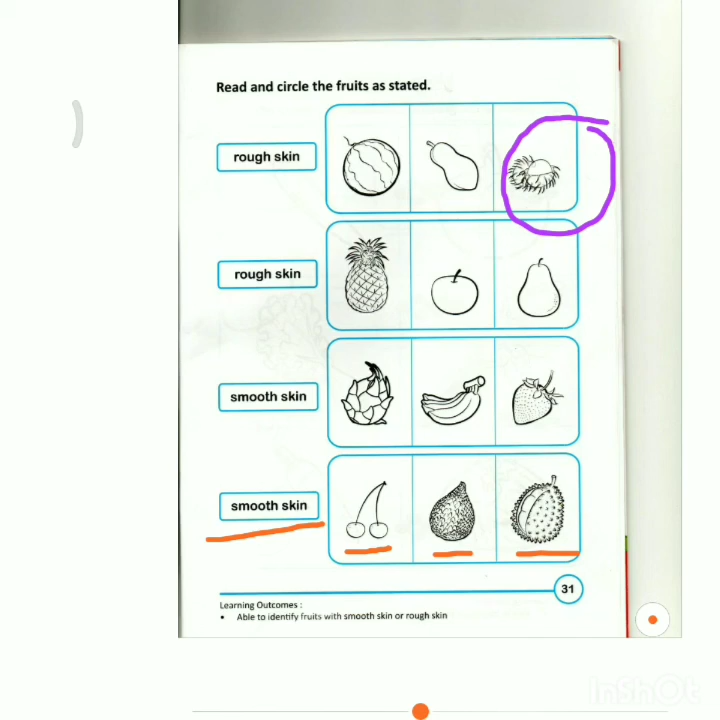 Read and circle the fruits as stated.
rough skin
rough skin
smooth skin
smooth skin
31
Learning Outcomes :
• Able to identify fruits with smooth skin or rough skin
InShOt